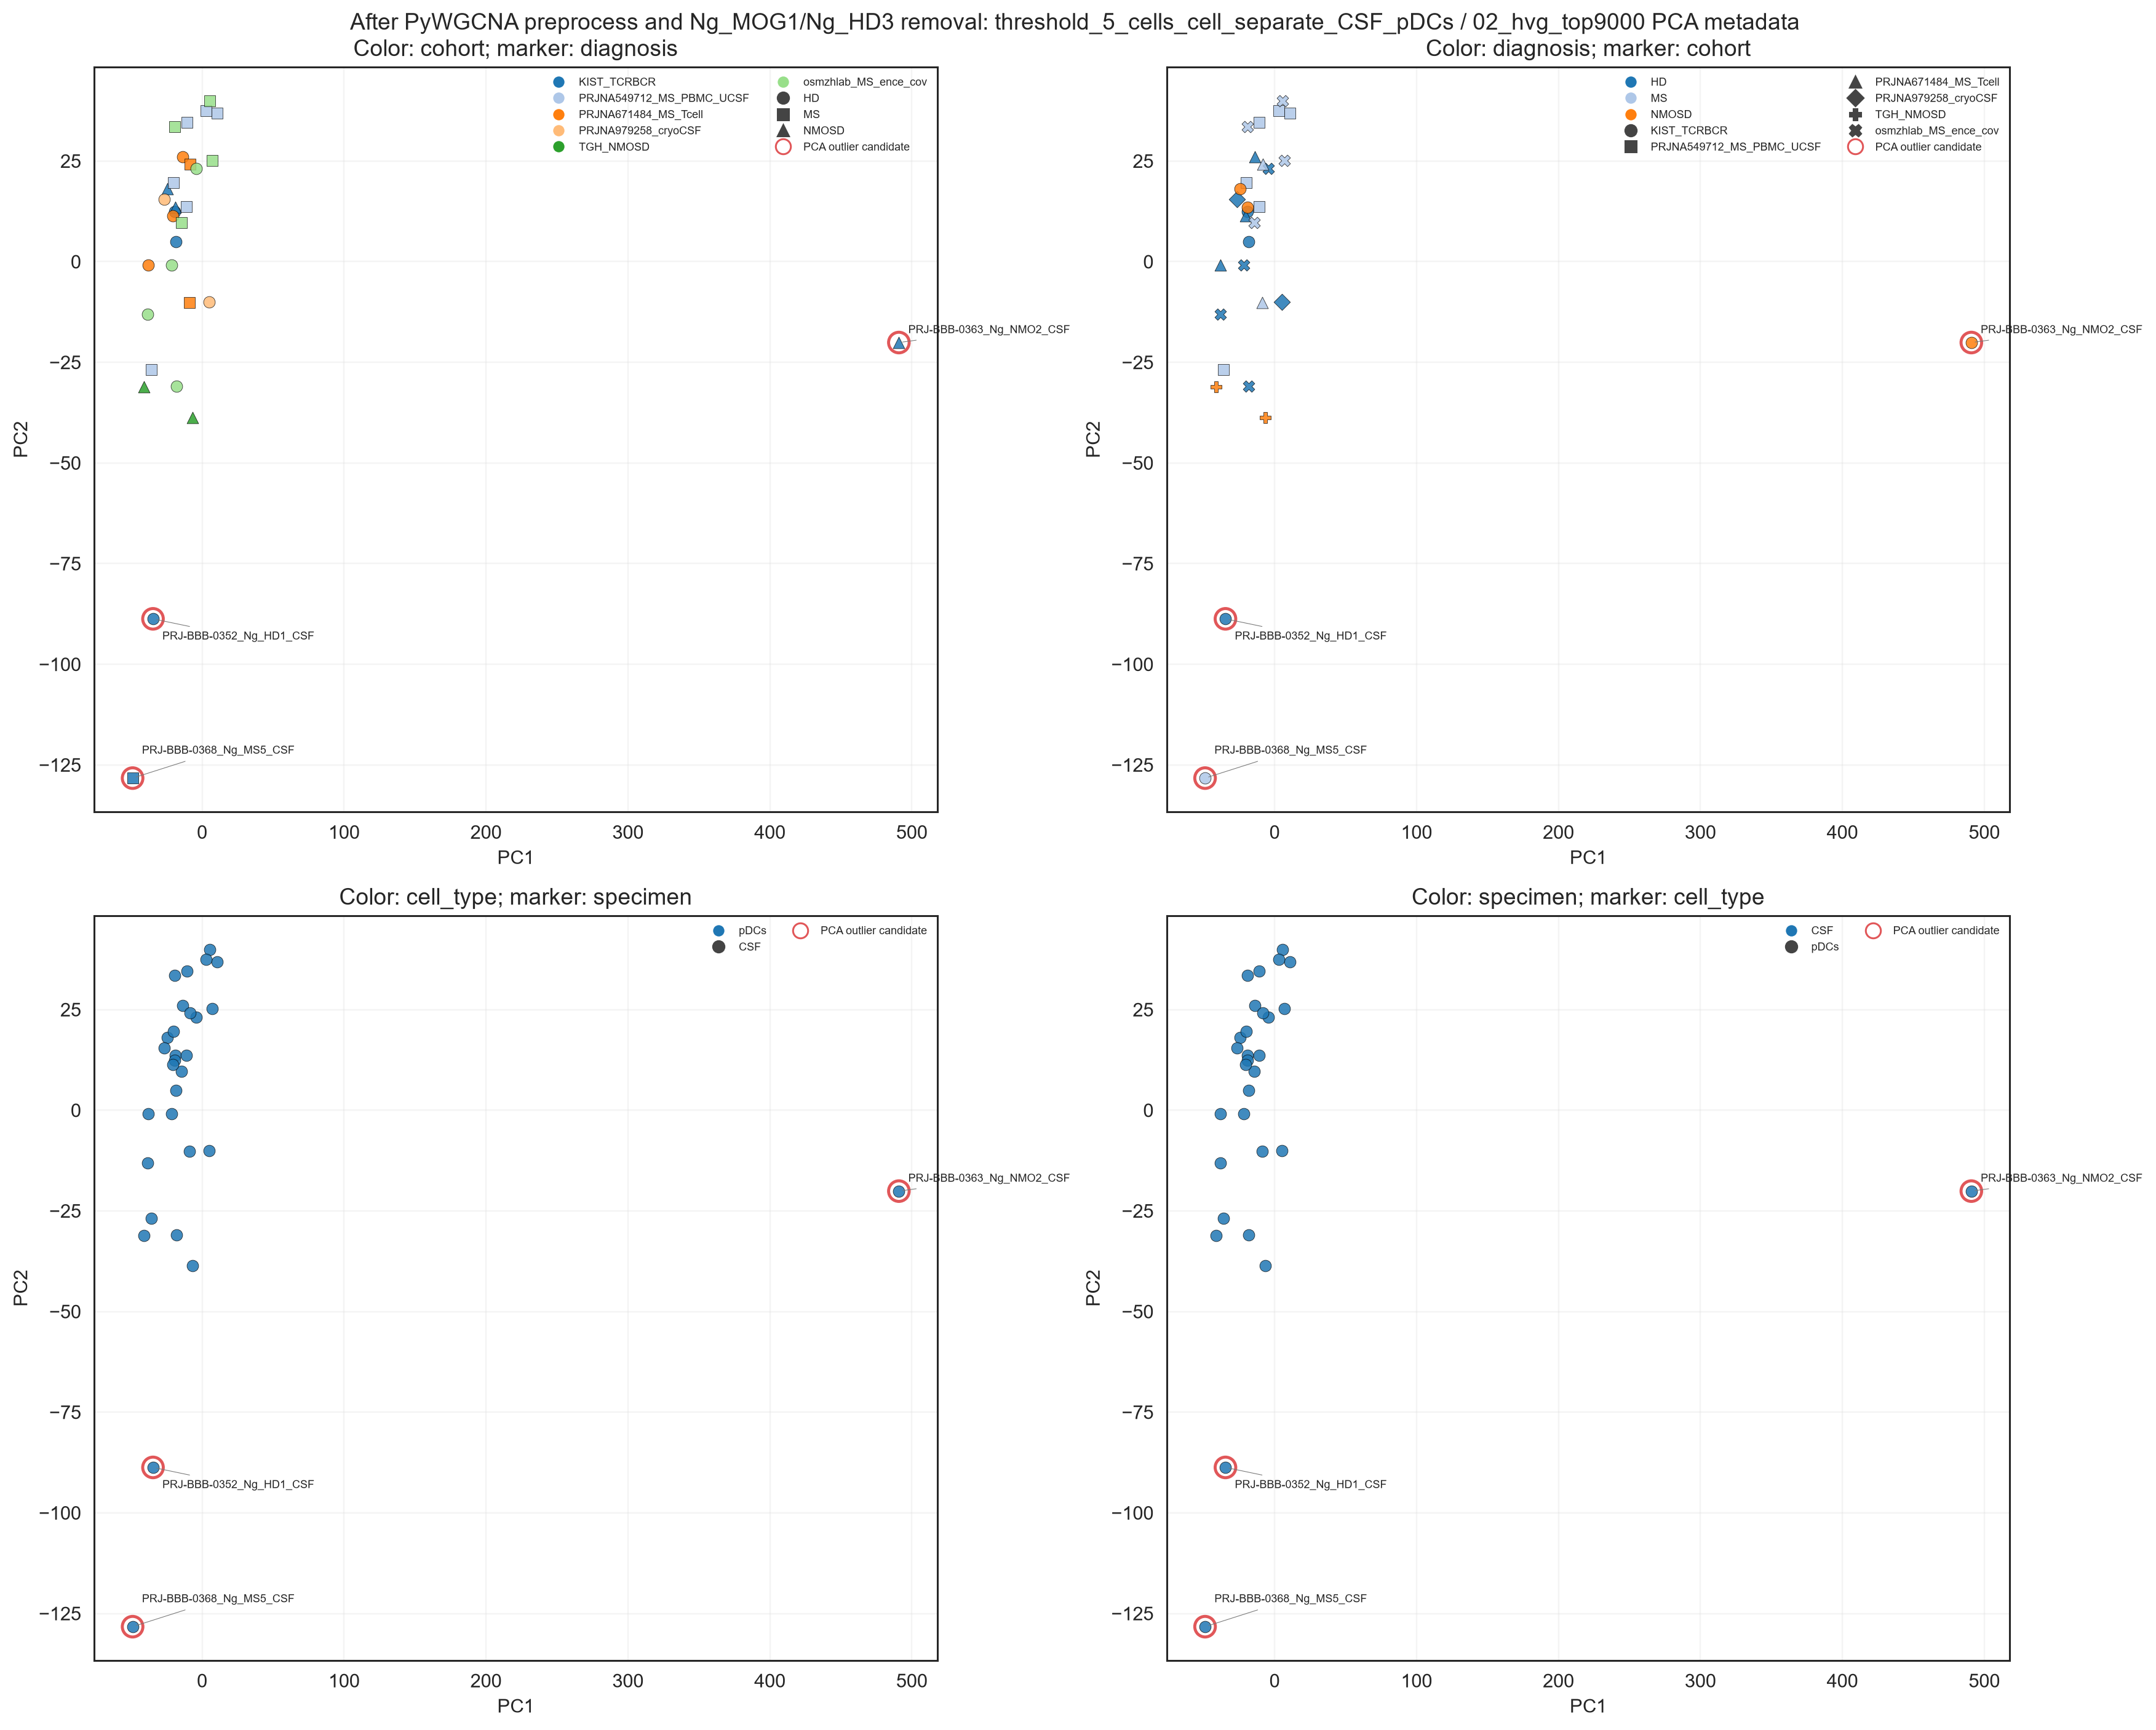 After PyWGCNA preprocess and Ng_MOG1/Ng_HD3 removal: threshold_5_cells_cell_separate_CSF_pDCs / 02_hvg_top9000 PCA metadata
Color: cohort; marker: diagnosis
KIST_TCRBCR
PRJNA549712_MS_PBMC_UCSF
PRJNA671484_MS_Tcell
PRJNA979258_cryoCSF
TGH_NMOSD
osmzhlab_MS_ence_cov
HD
MS
NMOSD
PCA outlier candidate
25
0
−25
−50
−75
−100
−125
PC2
PRJ-BBB-0363_Ng_NMO2_CSF
PRJ-BBB-0352_Ng_HD1_CSF
PRJ-BBB-0368_Ng_MS5_CSF
0 100 200 300 400 500
PC1
Color: diagnosis; marker: cohort
HD
MS
NMOSD
KIST_TCRBCR
PRJNA549712_MS_PBMC_UCSF
PRJNA671484_MS_Tcell
PRJNA979258_cryoCSF
TGH_NMOSD
osmzhlab_MS_ence_cov
PCA outlier candidate
25
0
−25
−50
−75
−100
−125
PC2
PRJ-BBB-0363_Ng_NMO2_CSF
PRJ-BBB-0352_Ng_HD1_CSF
PRJ-BBB-0368_Ng_MS5_CSF
0 100 200 300 400 500
PC1
Color: cell_type; marker: specimen
pDCs
CSF
PCA outlier candidate
25
0
−25
−50
−75
−100
−125
PC2
PRJ-BBB-0363_Ng_NMO2_CSF
PRJ-BBB-0352_Ng_HD1_CSF
PRJ-BBB-0368_Ng_MS5_CSF
0 100 200 300 400 500
PC1
Color: specimen; marker: cell_type
CSF
pDCs
PCA outlier candidate
25
0
−25
−50
−75
−100
−125
PC2
PRJ-BBB-0363_Ng_NMO2_CSF
PRJ-BBB-0352_Ng_HD1_CSF
PRJ-BBB-0368_Ng_MS5_CSF
0 100 200 300 400 500
PC1